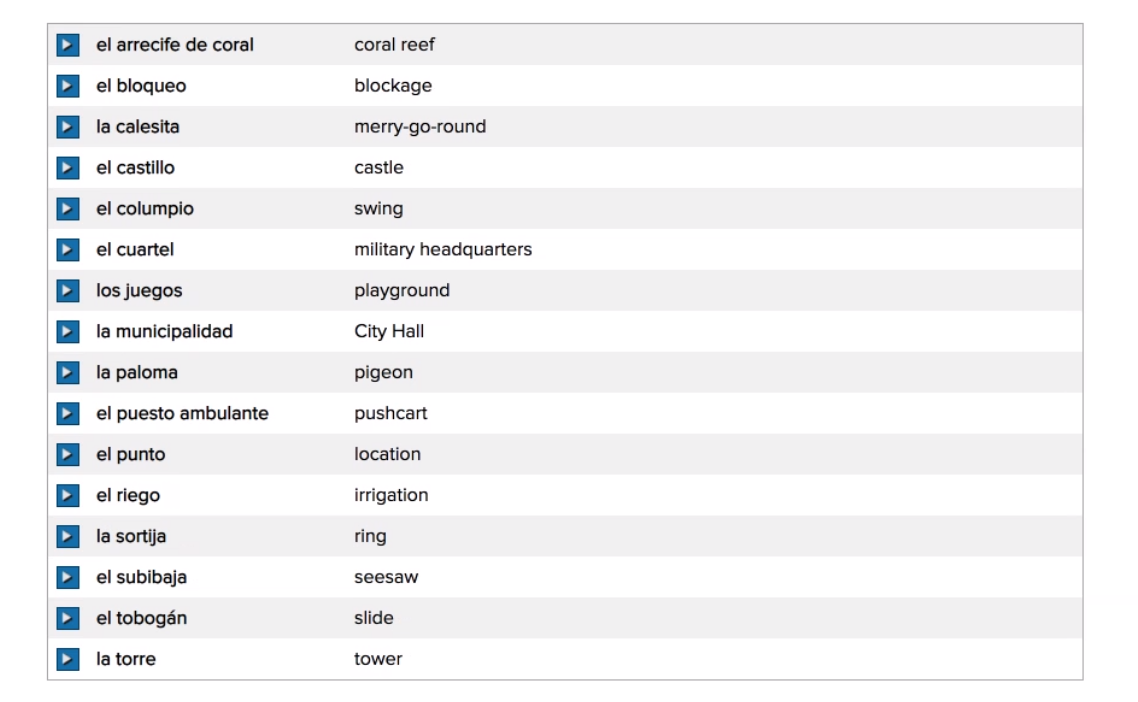 el arrecife de coral coral reef
el bloqueo blockage
la calesita merry-go-round
el castillo castle
el columpio swing
el cuartel military headquarters
los juegos playground
la municipalidad City Hall
la paloma pigeon
el puesto ambulante pushcart
el punto location
el riego irrigation
la sortija ring
el subibaja seesaw
el tobogán slide
la torre tower